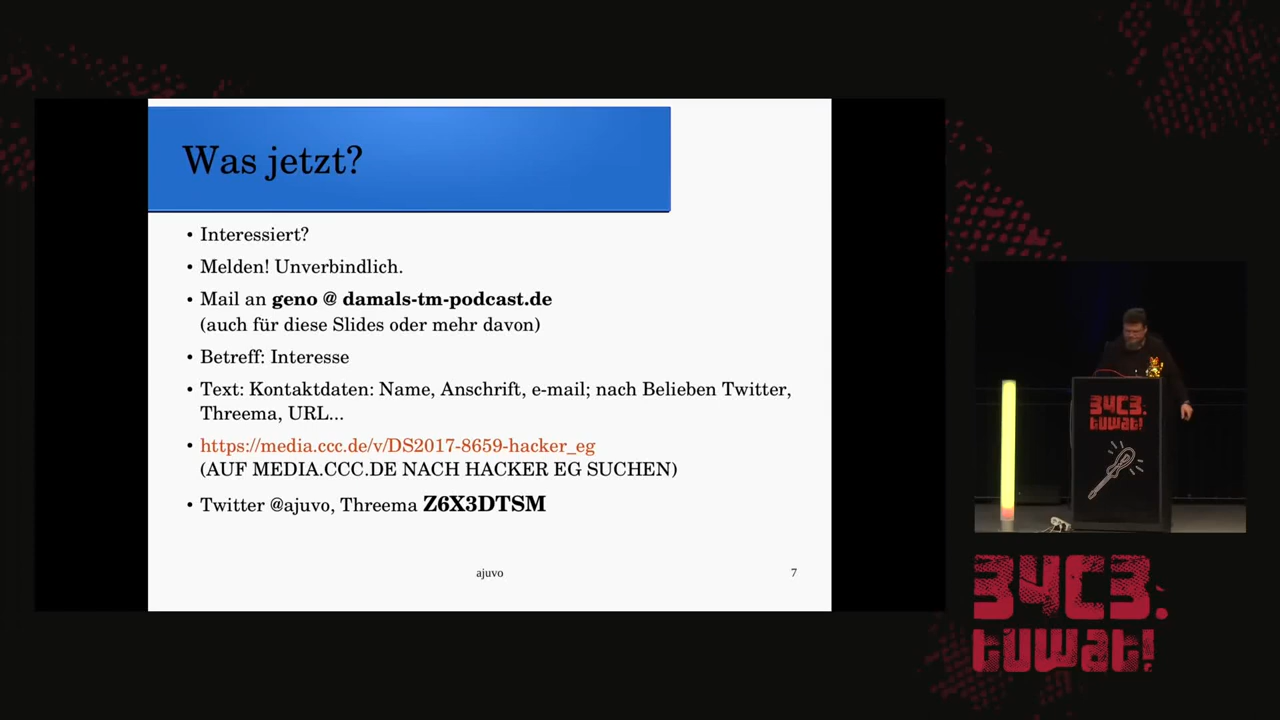 Was jetzt?
• Interessiert?
• Melden! Unverbindlich.
• Mail an geno @ damals-tm-podcast.de
(auch für diese Slides oder mehr davon)
• Betreff: Interesse
• Text: Kontaktdaten: Name, Anschrift, e-mail; nach Belieben Twitter,
Threema, URL...
• https://media.ccc.de/v/DS2017-8659-hacker_eg
(AUF MEDIA.CCC.DE NACH HACKER EG SUCHEN)
• Twitter @ajuvo, Threema Z6X3DTSM
ajuvo
7
34C3.
tuwat!
34C3.
tuwat!